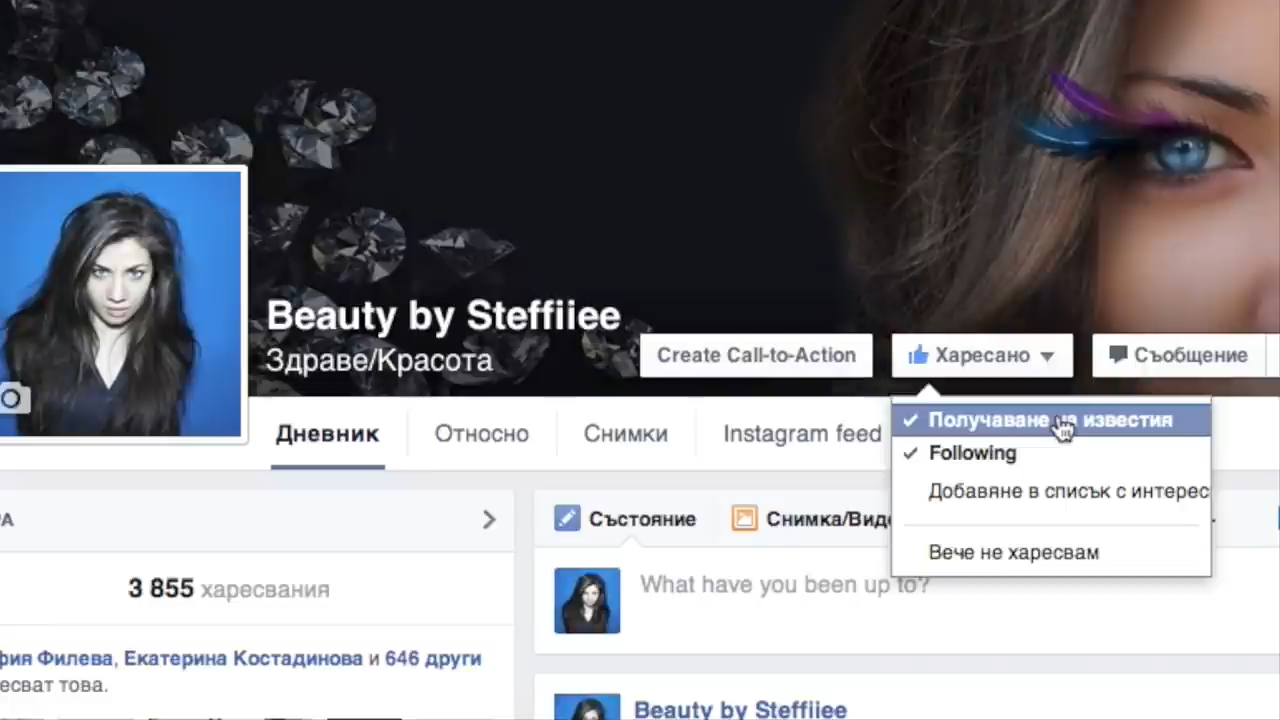 Beauty by Steffiiee
Здраве/Красота
Create Call-to-Action
Харесано
Съобщение
Дневник
Относно
Снимки
Instagram feed
Получаване на известия
Following
Добавяне в списък с интерес
Вече не харесвам
Състояние
Снимка/Виде
What have you been up to?
3 855 харесвания
фия Филева, Екатерина Костадинова и 646 други
есват това.
Beauty by Steffiiee